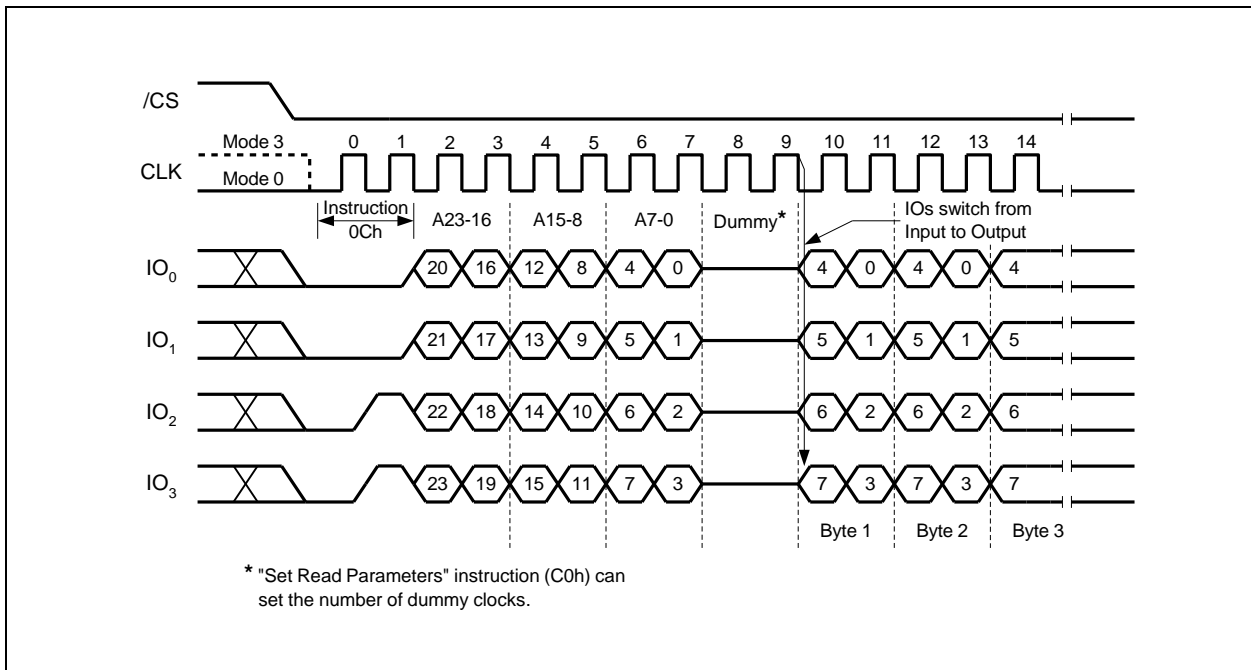 /CS
Mode 3 0 1 2 3 4 5 6 7 8 9 10 11 12 13 14
CLK
Mode 0
Instruction
0Ch
A23-16 A15-8 A7-0 Dummy*
IOs switch from
Input to Output
IO0 20 16 12 8 4 0 4 0 4 0 4
IO1 21 17 13 9 5 1 5 1 5 1 5
IO2 22 18 14 10 6 2 6 2 6 2 6
IO3 23 19 15 11 7 3 7 3 7 3 7
Byte 1 Byte 2 Byte 3
* "Set Read Parameters" instruction (C0h) can
set the number of dummy clocks.